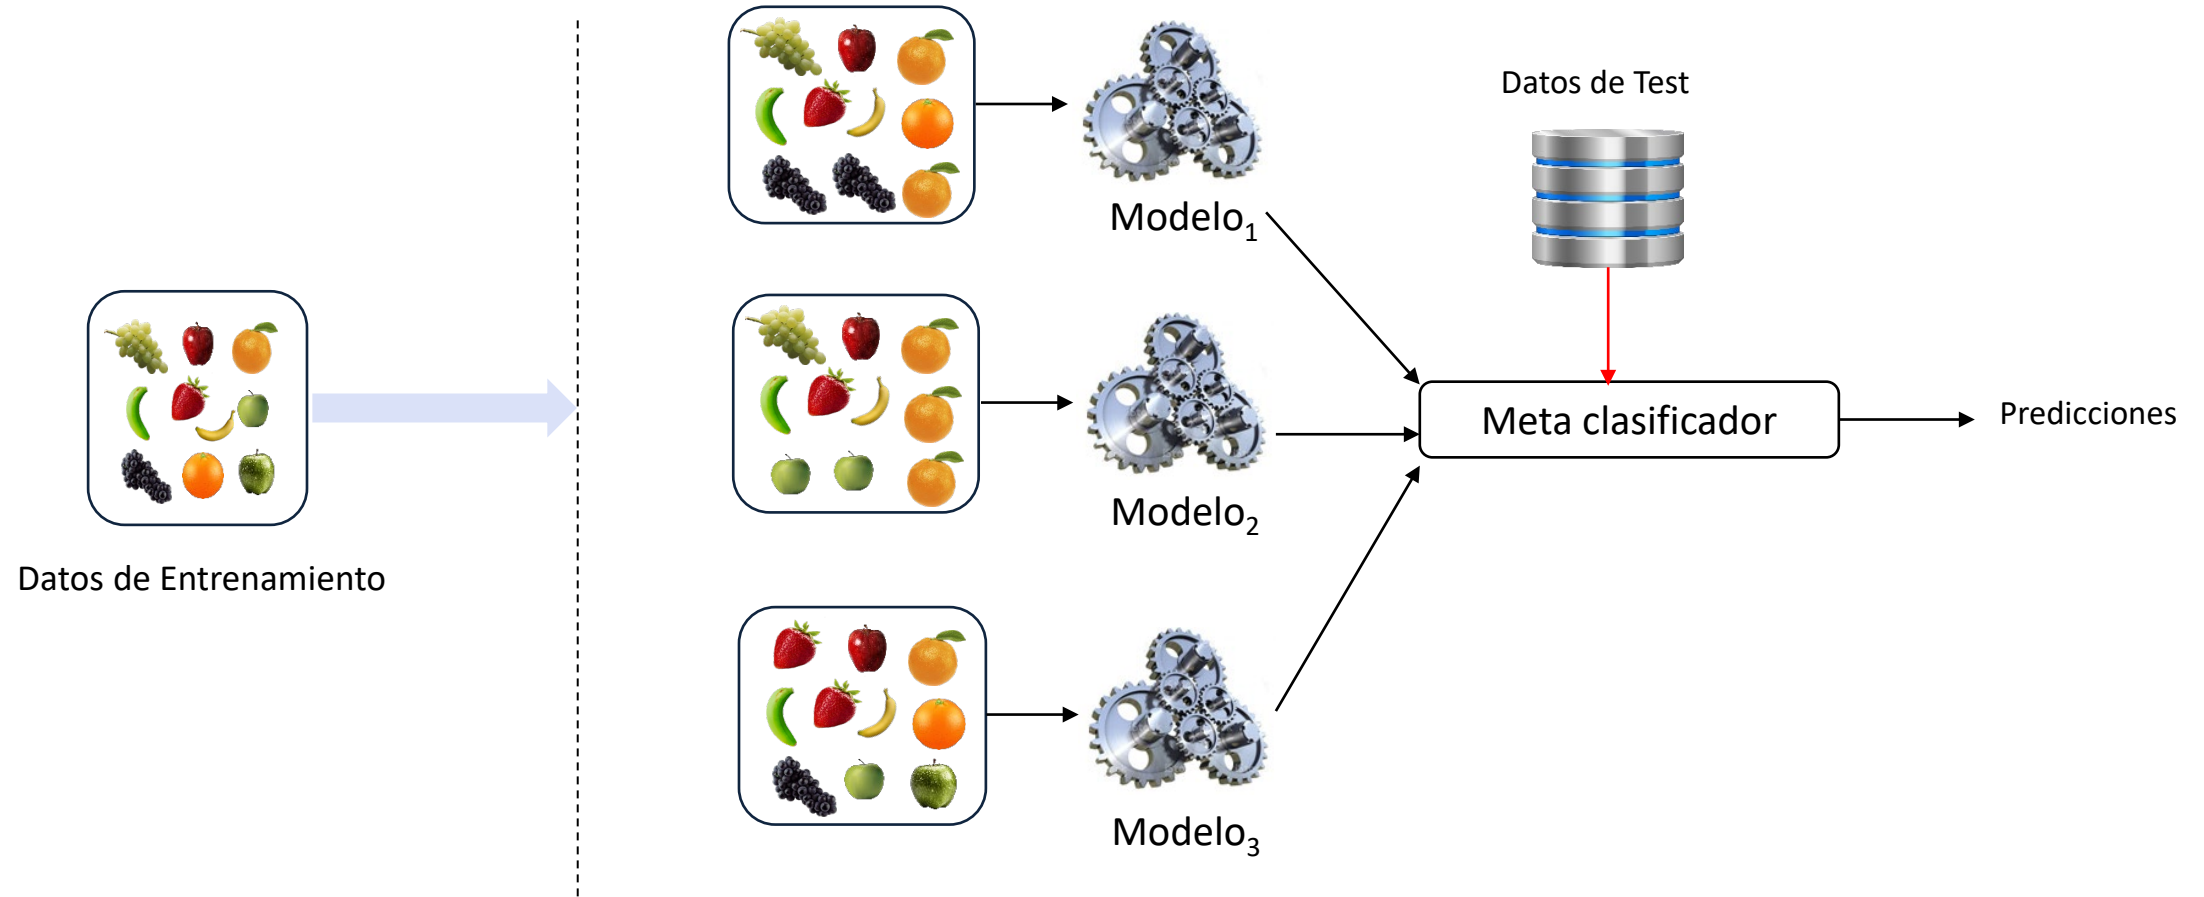 Datos de Entrenamiento
Modelo1
Modelo2
Modelo3
Datos de Test
Meta clasificador
Predicciones